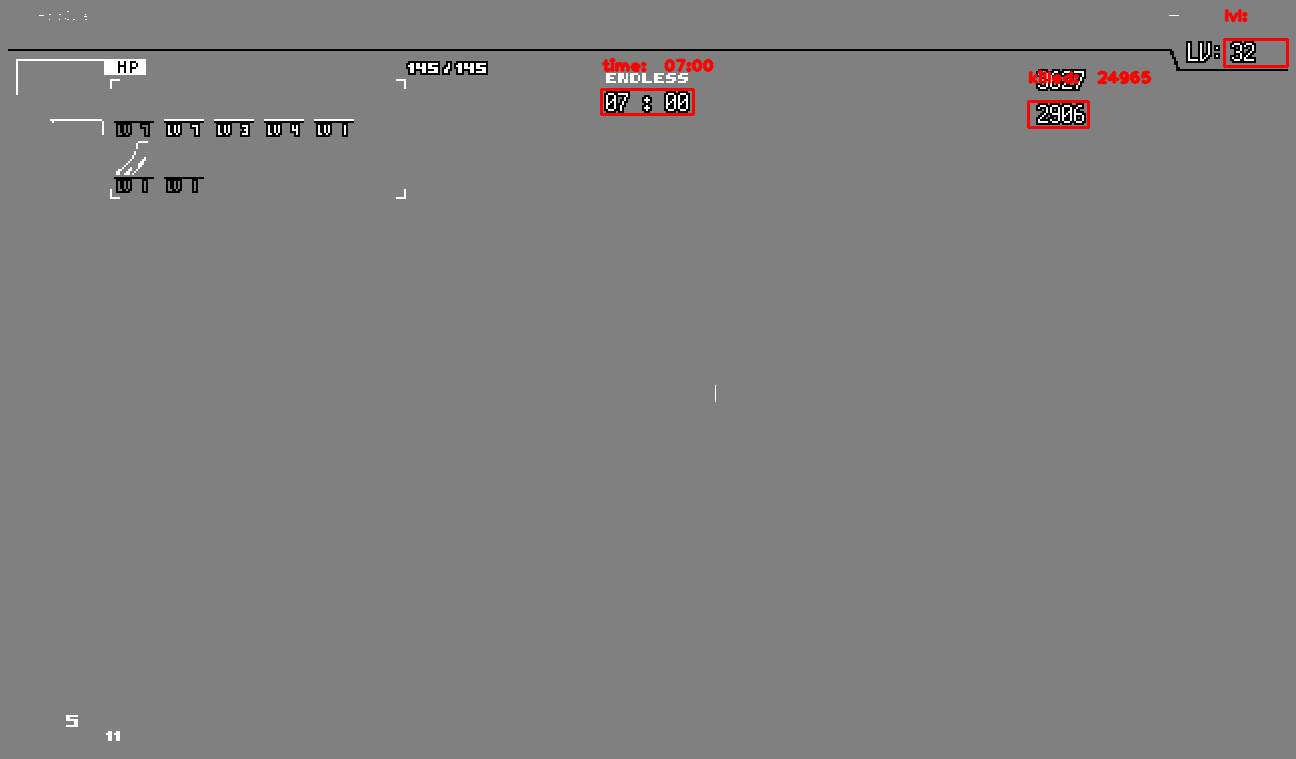 lvl:
LV: 32
HP 145/145
time: 07:00
ENDLESS
07 : 00
killed: 24965
2906
LV 7 LV 7 LV 3 LV 4 LV 1
LV 1 LV 1
5
11